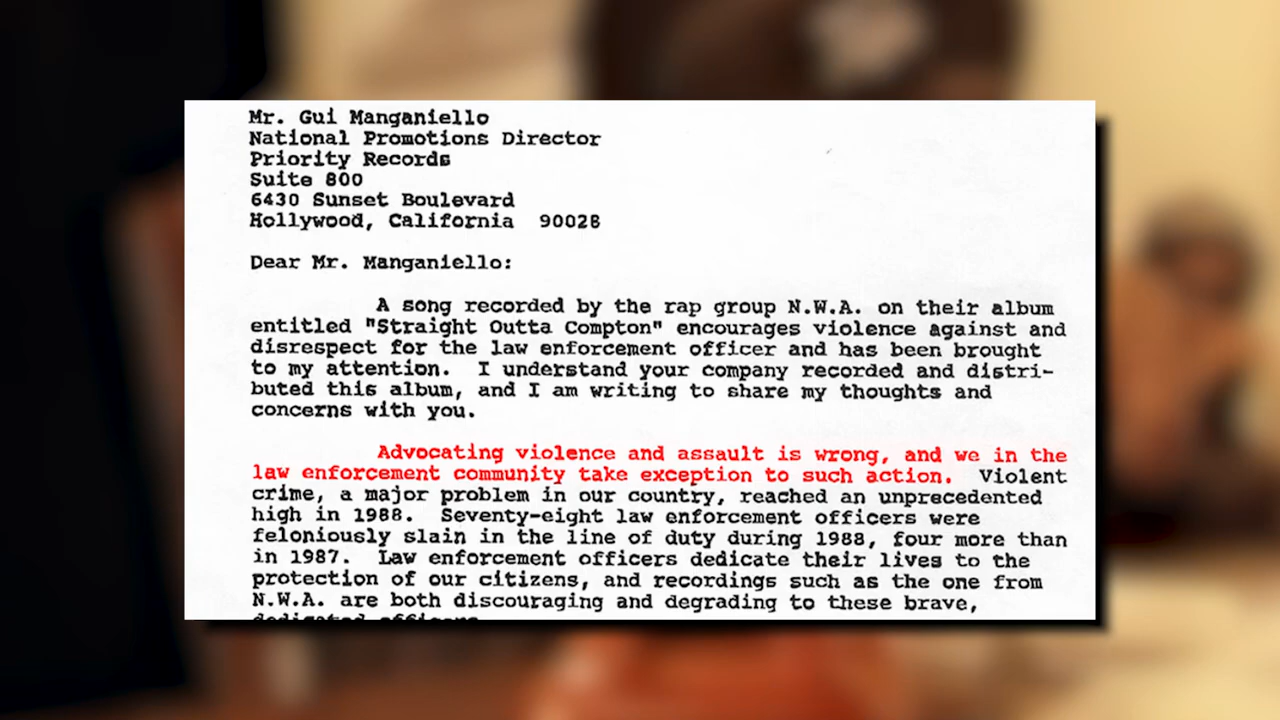 Mr. Gui Manganiello
National Promotions Director
Priority Records
Suite 800
6430 Sunset Boulevard
Hollywood, California 90028
Dear Mr. Manganiello:
A song recorded by the rap group N.W.A. on their album
entitled "Straight Outta Compton" encourages violence against and
disrespect for the law enforcement officer and has been brought
to my attention. I understand your company recorded and distri-
buted this album, and I am writing to share my thoughts and
concerns with you.
Advocating violence and assault is wrong, and we in the
law enforcement community take exception to such action. Violent
crime, a major problem in our country, reached an unprecedented
high in 1988. Seventy-eight law enforcement officers were
feloniously slain in the line of duty during 1988, four more than
in 1987. Law enforcement officers dedicate their lives to the
protection of our citizens, and recordings such as the one from
N.W.A. are both discouraging and degrading to these brave,
dedicated officers